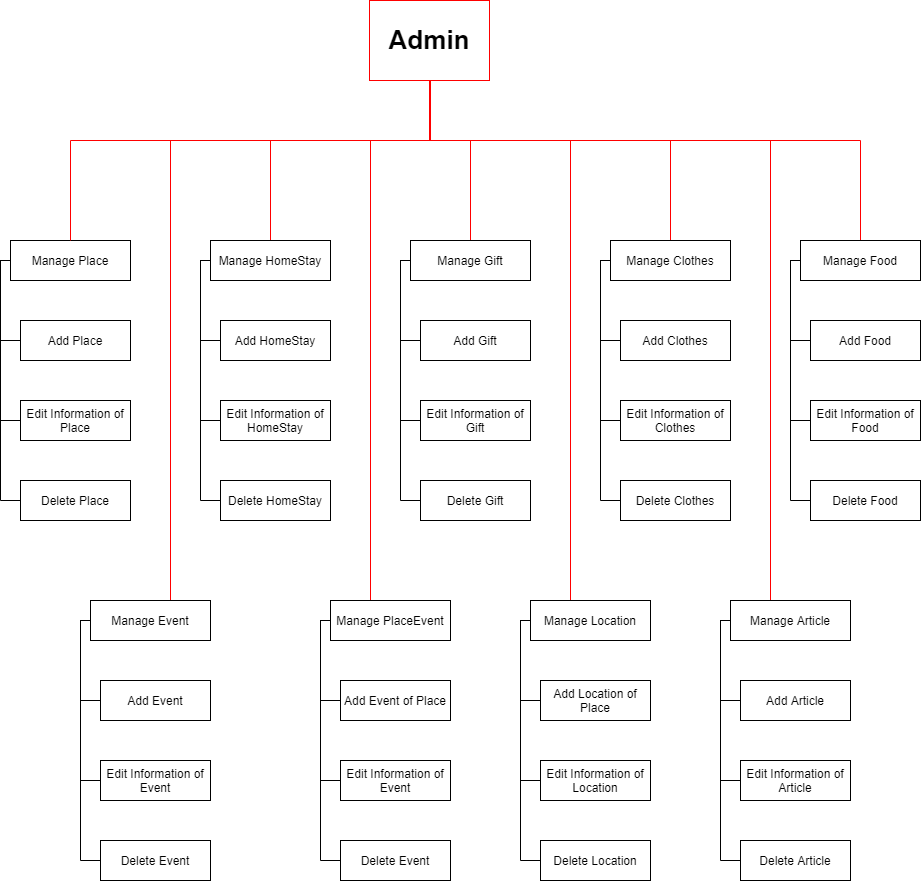 Admin
Manage Place
Manage HomeStay
Manage Gift
Manage Clothes
Manage Food
Add Place
Add HomeStay
Add Gift
Add Clothes
Add Food
Edit Information of
Place
Edit Information of
HomeStay
Edit Information of
Gift
Edit Information of
Clothes
Edit Information of
Food
Delete Place
Delete HomeStay
Delete Gift
Delete Clothes
Delete Food
Manage Event
Manage PlaceEvent
Manage Location
Manage Article
Add Event
Add Event of Place
Add Location of
Place
Add Article
Edit Information of
Event
Edit Information of
Event
Edit Information of
Location
Edit Information of
Article
Delete Event
Delete Event
Delete Location
Delete Article